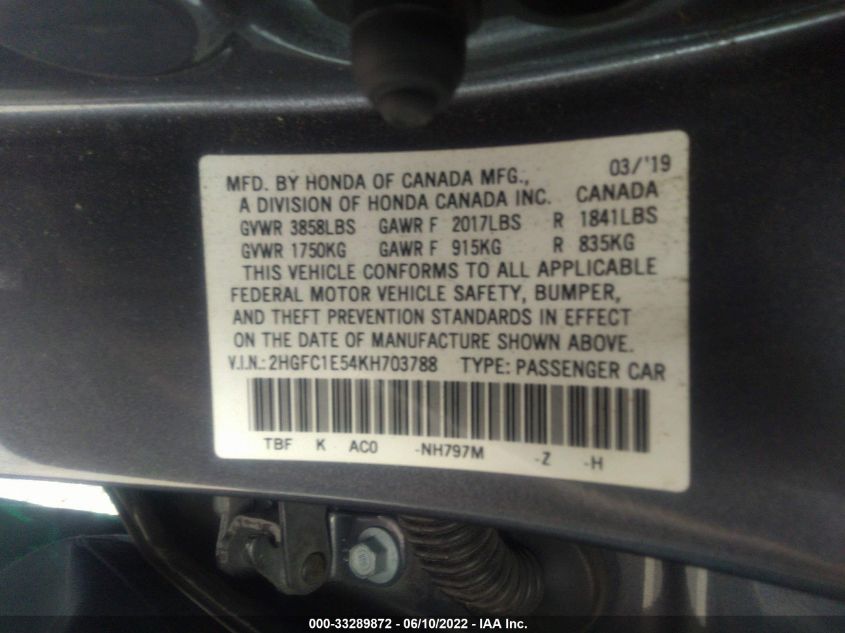 MFD. BY HONDA OF CANADA MFG., 03/'19
A DIVISION OF HONDA CANADA INC. CANADA
GVWR 3858LBS GAWR F 2017LBS R 1841LBS
GVWR 1750KG GAWR F 915KG R 835KG
THIS VEHICLE CONFORMS TO ALL APPLICABLE
FEDERAL MOTOR VEHICLE SAFETY, BUMPER,
AND THEFT PREVENTION STANDARDS IN EFFECT
ON THE DATE OF MANUFACTURE SHOWN ABOVE.
V.I.N.: 2HGFC1E54KH703788 TYPE: PASSENGER CAR
TBF K AC0 -NH797M -Z -H
000-33289872 - 06/10/2022 - IAA Inc.